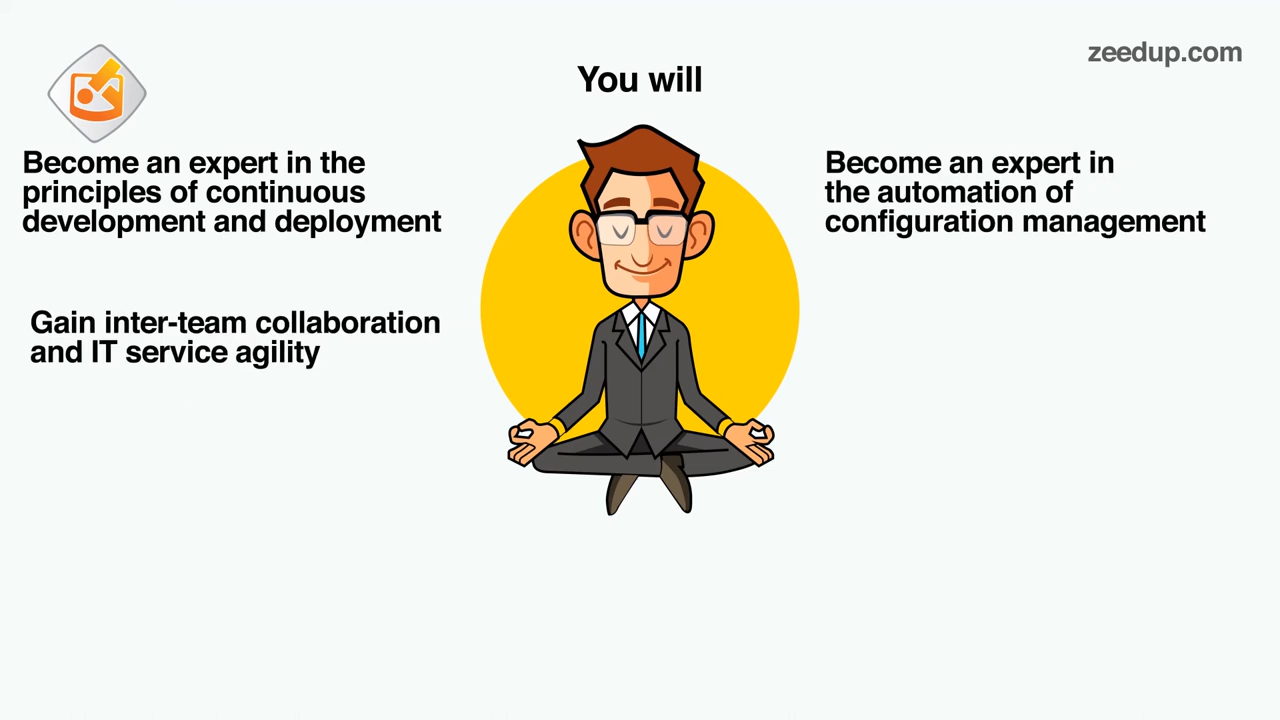 zeedup.com
You will
Become an expert in the
principles of continuous
development and deployment
Become an expert in
the automation of
configuration management
Gain inter-team collaboration
and IT service agility